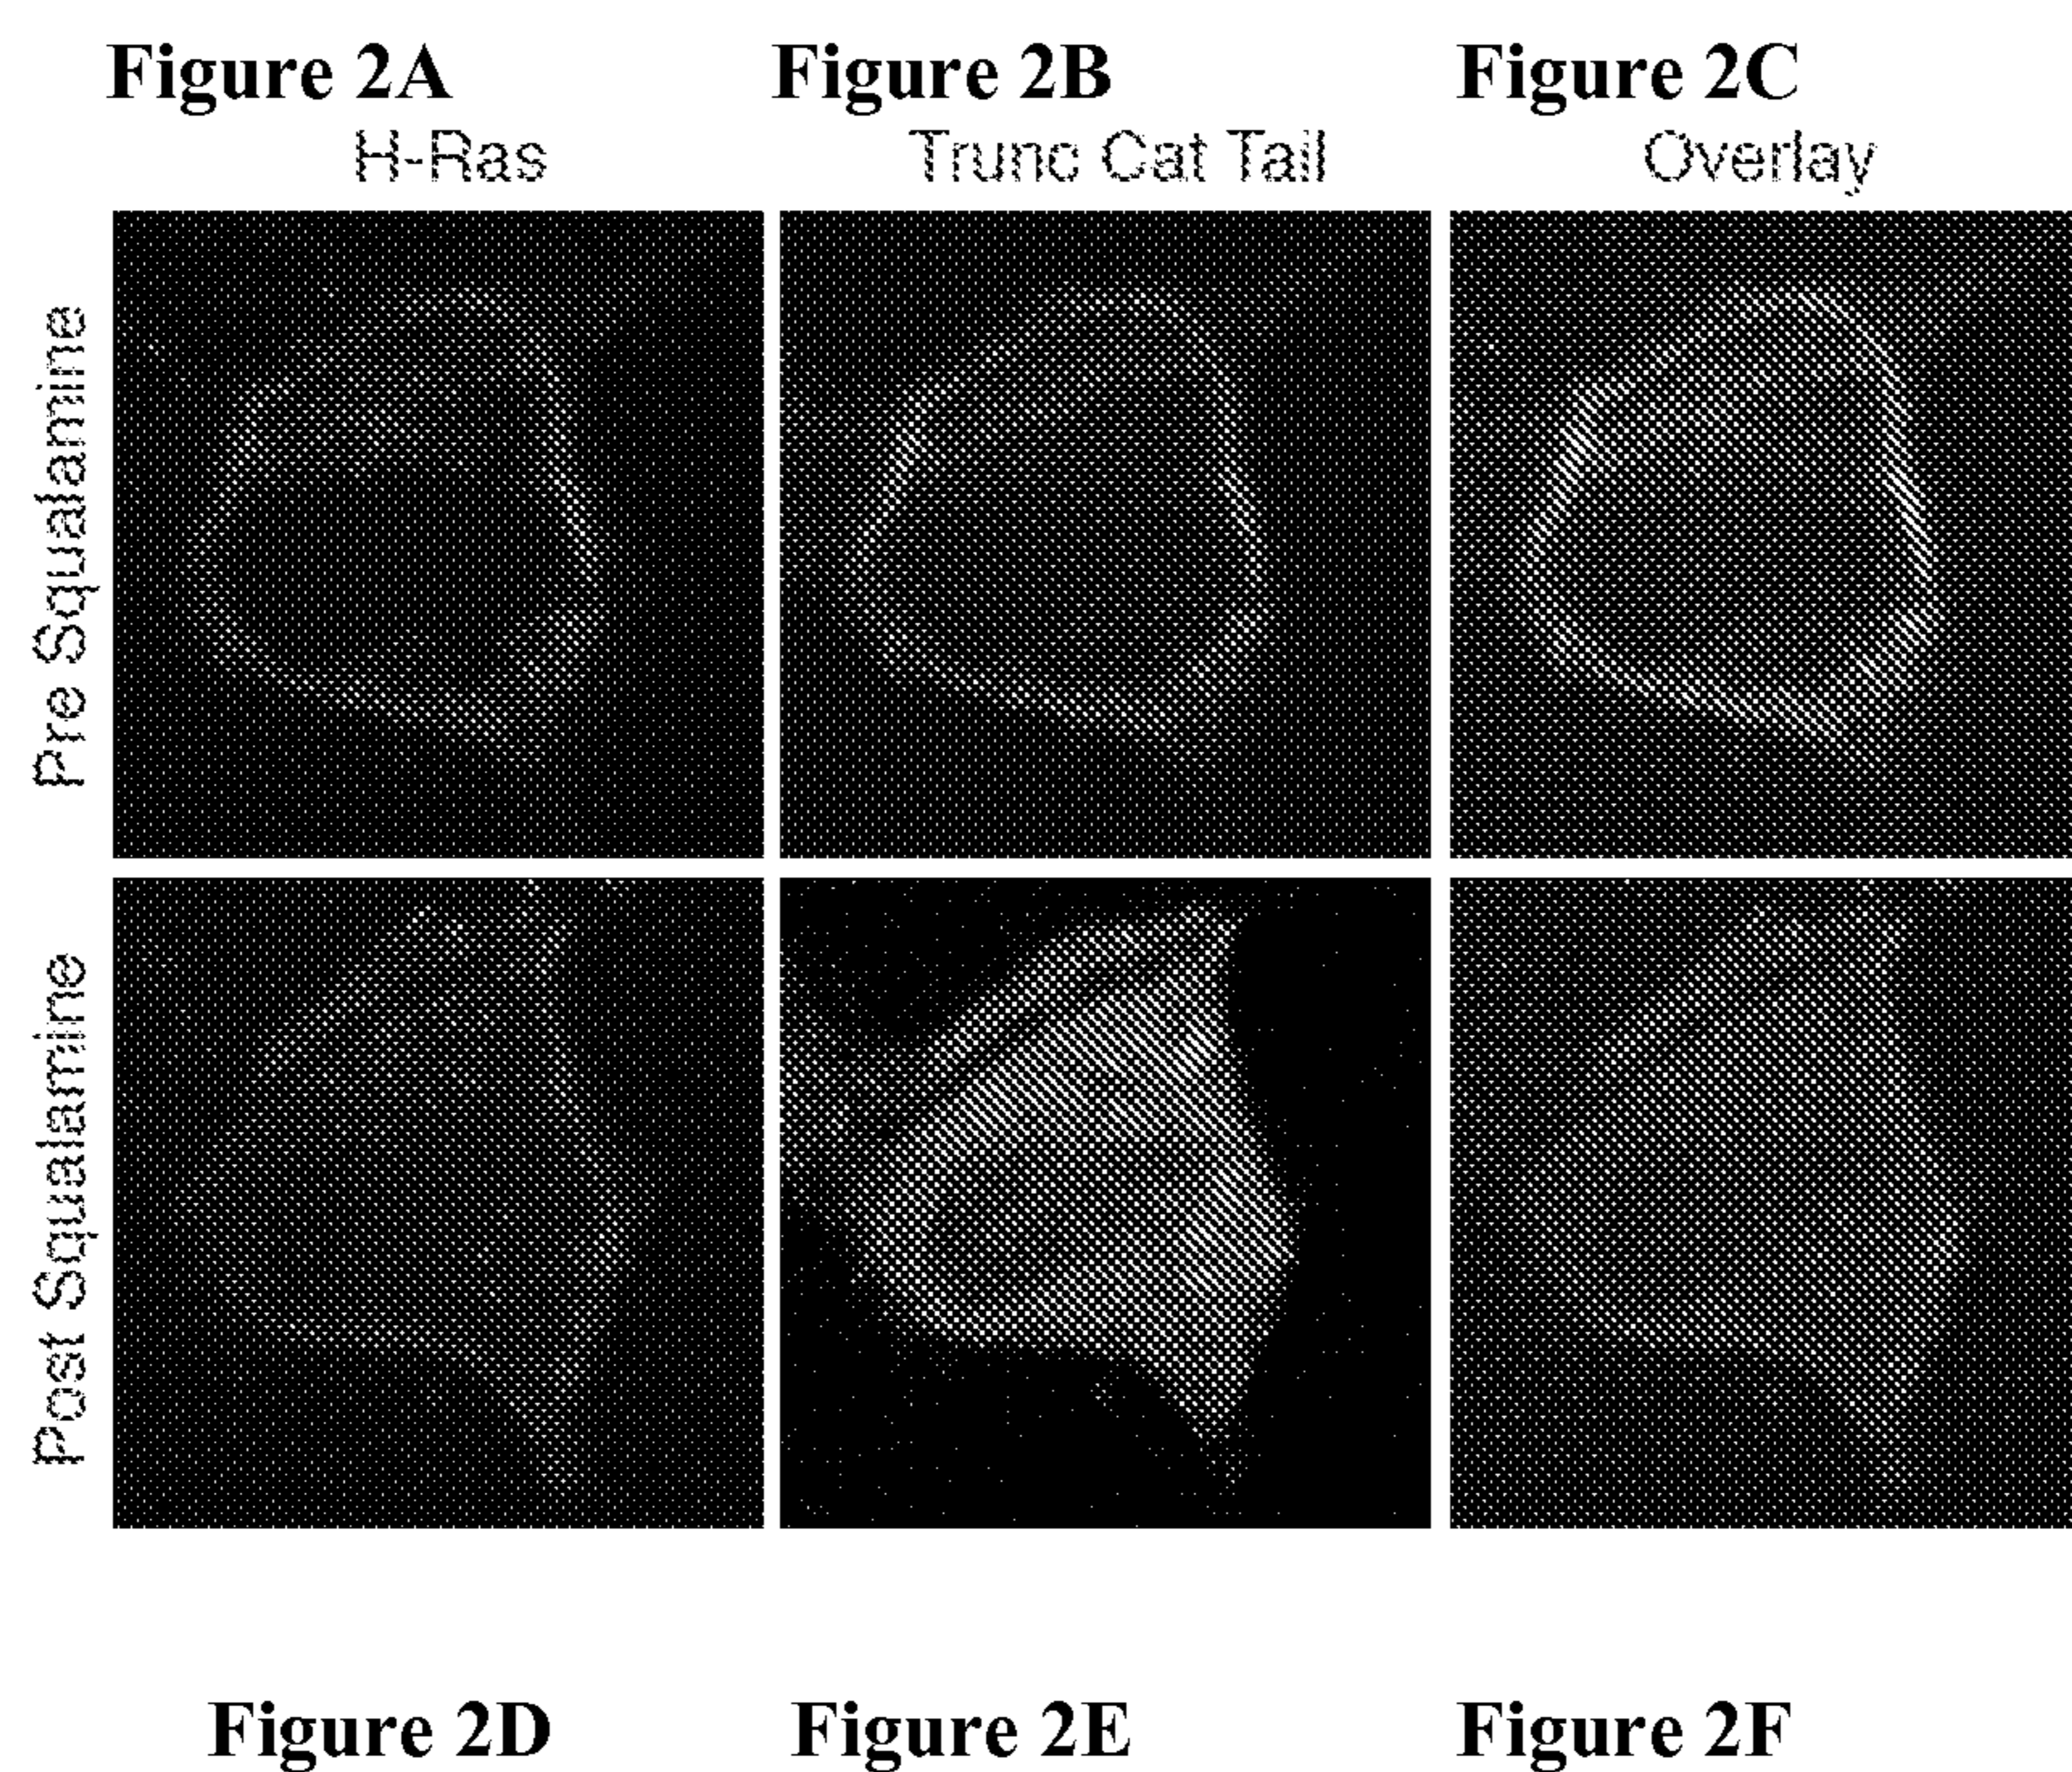 Figure 2A Figure 2B Figure 2C
H-Ras Trunc Cat Tail Overlay
Pre Squalamine
Post Squalamine
Figure 2D Figure 2E Figure 2F